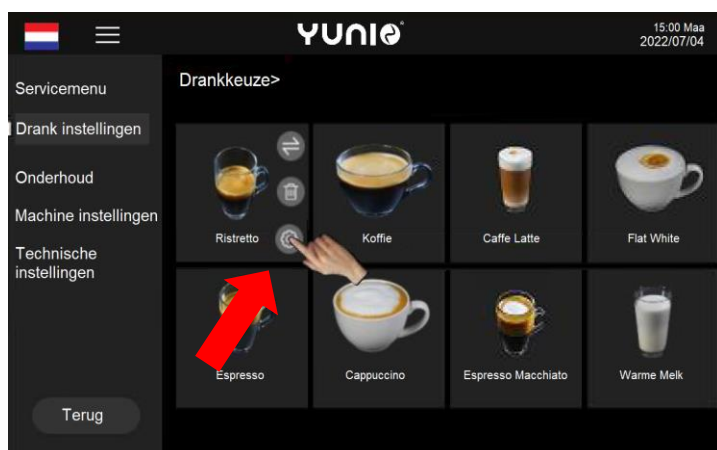 YUNIO
15:00 Maa
2022/07/04
Servicemenu
Drank instellingen
Onderhoud
Machine instellingen
Technische
instellingen
Terug
Drankkeuze>
Ristretto
Koffie
Caffe Latte
Flat White
Espresso
Cappuccino
Espresso Macchiato
Warme Melk